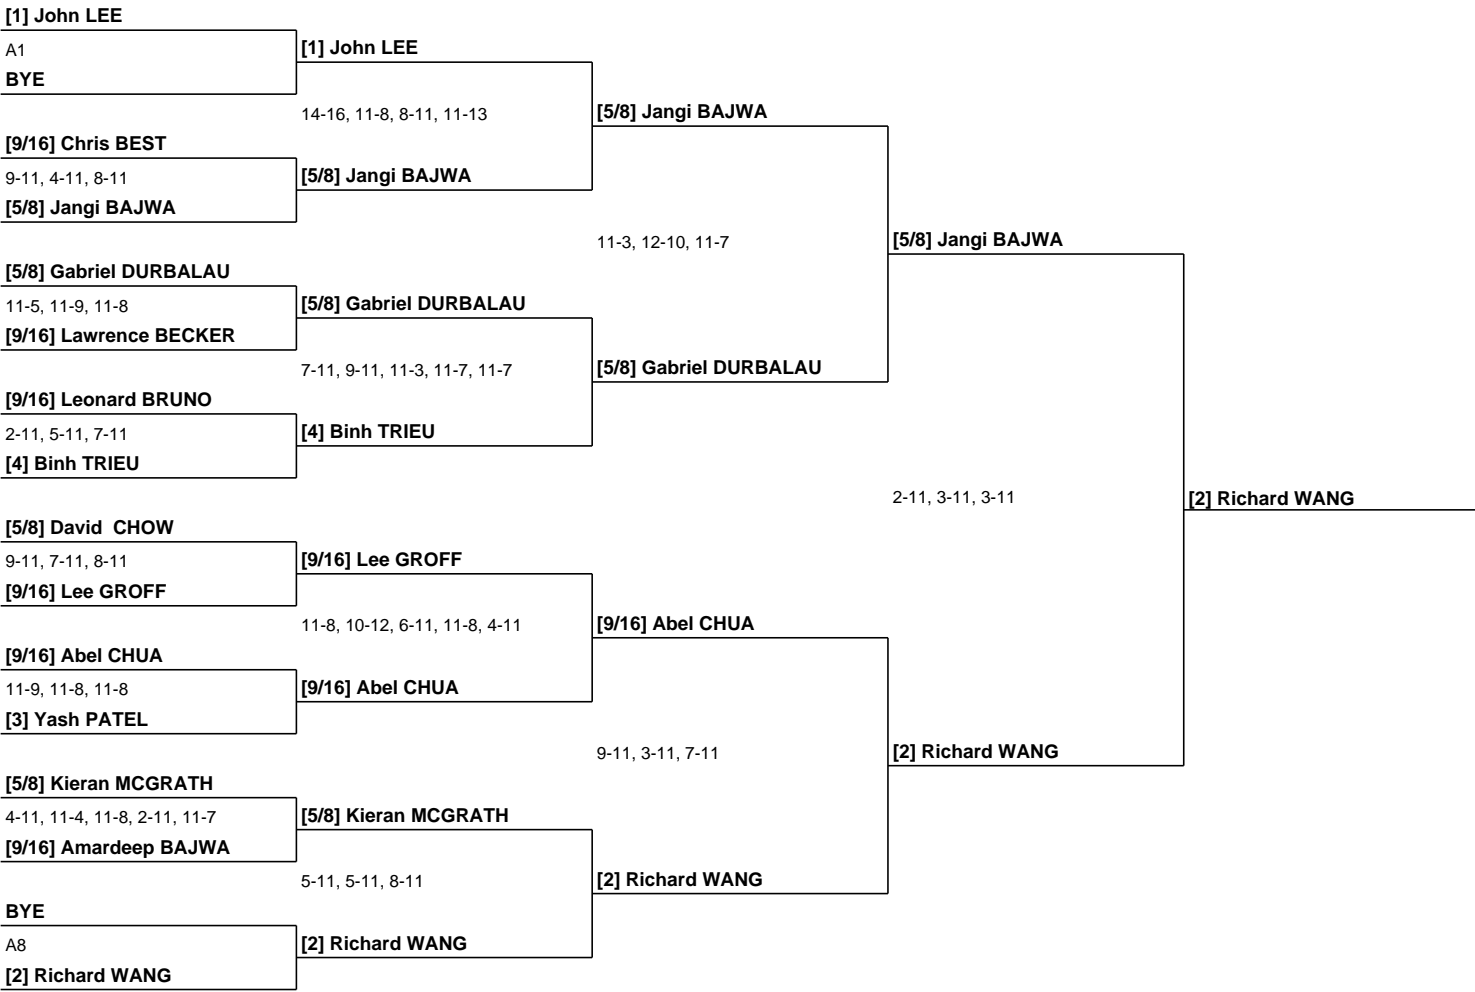 [1] John LEE
A1
BYE
[9/16] Chris BEST
9-11, 4-11, 8-11
[5/8] Jangi BAJWA
[5/8] Gabriel DURBALAU
11-5, 11-9, 11-8
[9/16] Lawrence BECKER
[9/16] Leonard BRUNO
2-11, 5-11, 7-11
[4] Binh TRIEU
[5/8] David  CHOW
9-11, 7-11, 8-11
[9/16] Lee GROFF
[9/16] Abel CHUA
11-9, 11-8, 11-8
[3] Yash PATEL
[5/8] Kieran MCGRATH
4-11, 11-4, 11-8, 2-11, 11-7
[9/16] Amardeep BAJWA
BYE
A8
[2] Richard WANG
[1] John LEE
14-16, 11-8, 8-11, 11-13
[5/8] Jangi BAJWA
[5/8] Gabriel DURBALAU
7-11, 9-11, 11-3, 11-7, 11-7
[4] Binh TRIEU
[9/16] Lee GROFF
11-8, 10-12, 6-11, 11-8, 4-11
[9/16] Abel CHUA
[5/8] Kieran MCGRATH
5-11, 5-11, 8-11
[2] Richard WANG
[5/8] Jangi BAJWA
11-3, 12-10, 11-7
[5/8] Gabriel DURBALAU
[9/16] Abel CHUA
9-11, 3-11, 7-11
[2] Richard WANG
[5/8] Jangi BAJWA
2-11, 3-11, 3-11
[2] Richard WANG
[2] Richard WANG